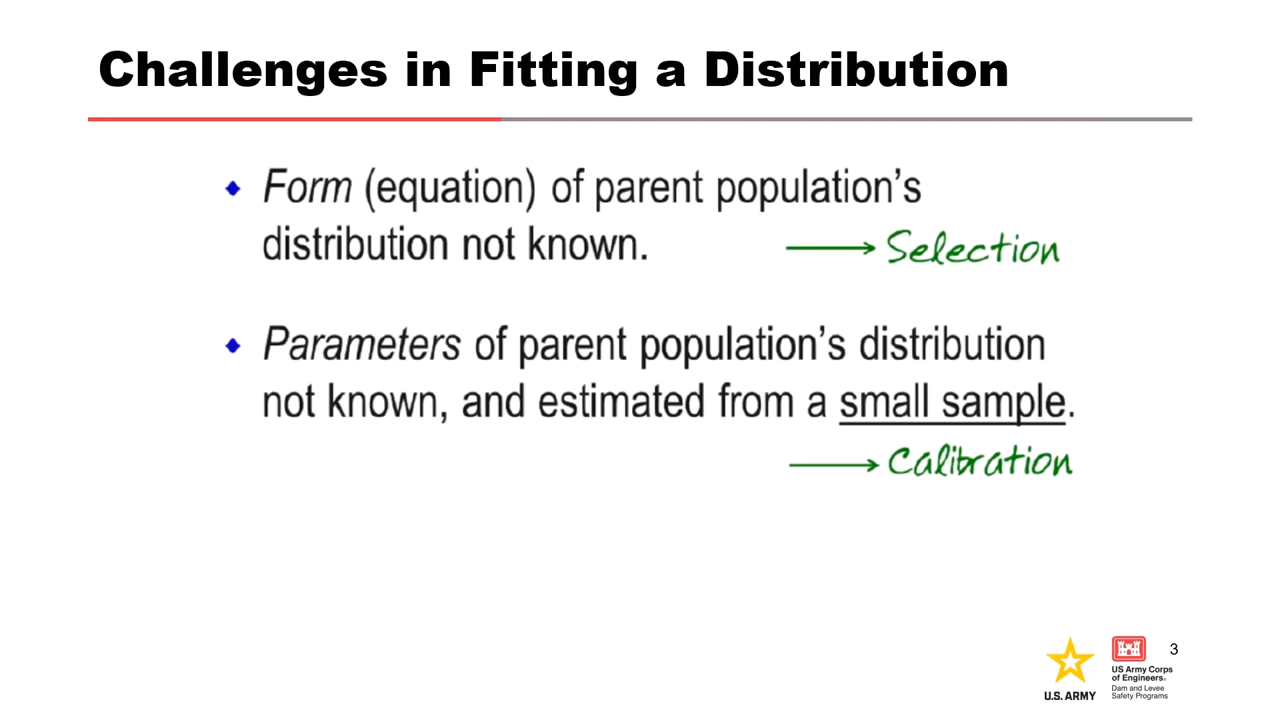 Challenges in Fitting a Distribution
Form (equation) of parent population's
distribution not known.
Selection
Parameters of parent population's distribution
not known, and estimated from a small sample.
Calibration
3
U.S. ARMY
US Army Corps
of Engineers®
Dam and Levee
Safety Programs